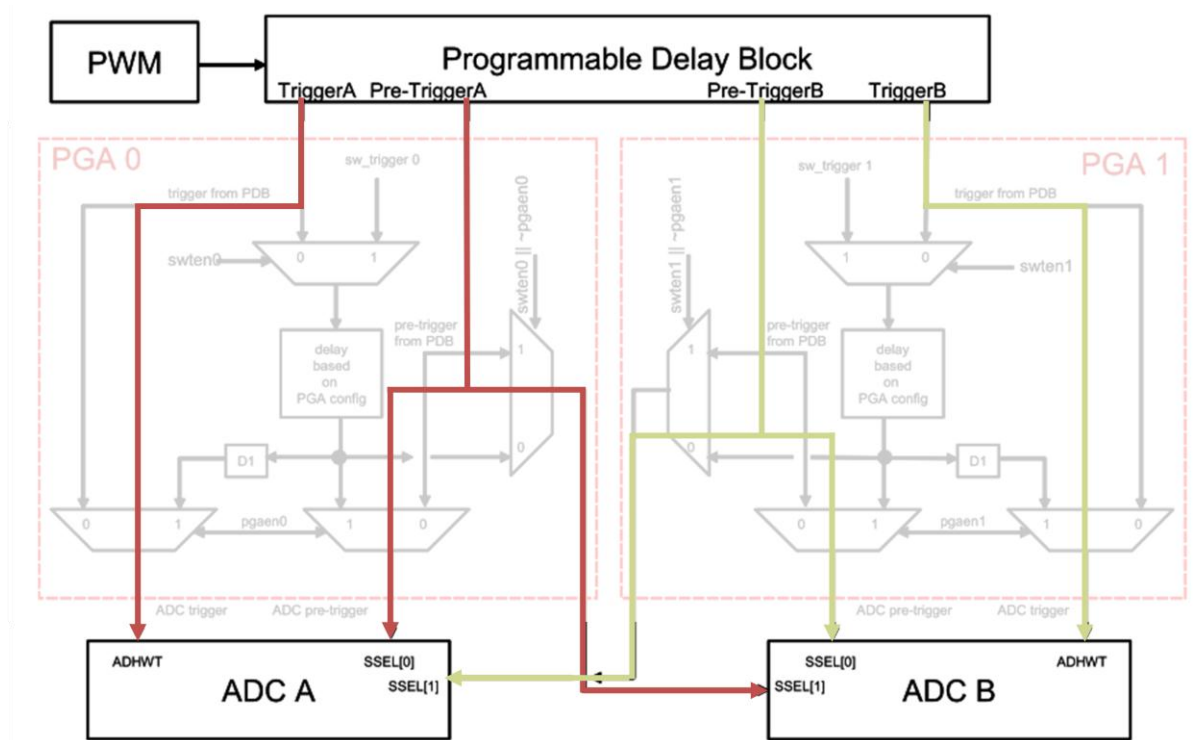 PWM
Programmable Delay Block
TriggerA Pre-TriggerA Pre-TriggerB TriggerB
PGA 0
sw_trigger 0
trigger from PDB
swten0
0 1
swten0 || ~pgaen0
pre-trigger
from PDB
1
0
delay
based
on
PGA config
D1
0 1
pgaen0
1 0
ADC trigger
ADC pre-trigger
PGA 1
sw_trigger 1
trigger from PDB
swten1
1 0
swten1 || ~pgaen1
pre-trigger
from PDB
1
0
delay
based
on
PGA config
D1
0 1
pgaen1
1 0
ADC pre-trigger
ADC trigger
ADHWT
SSEL[0]
SSEL[1]
ADC A
SSEL[0]
SSEL[1]
ADHWT
ADC B